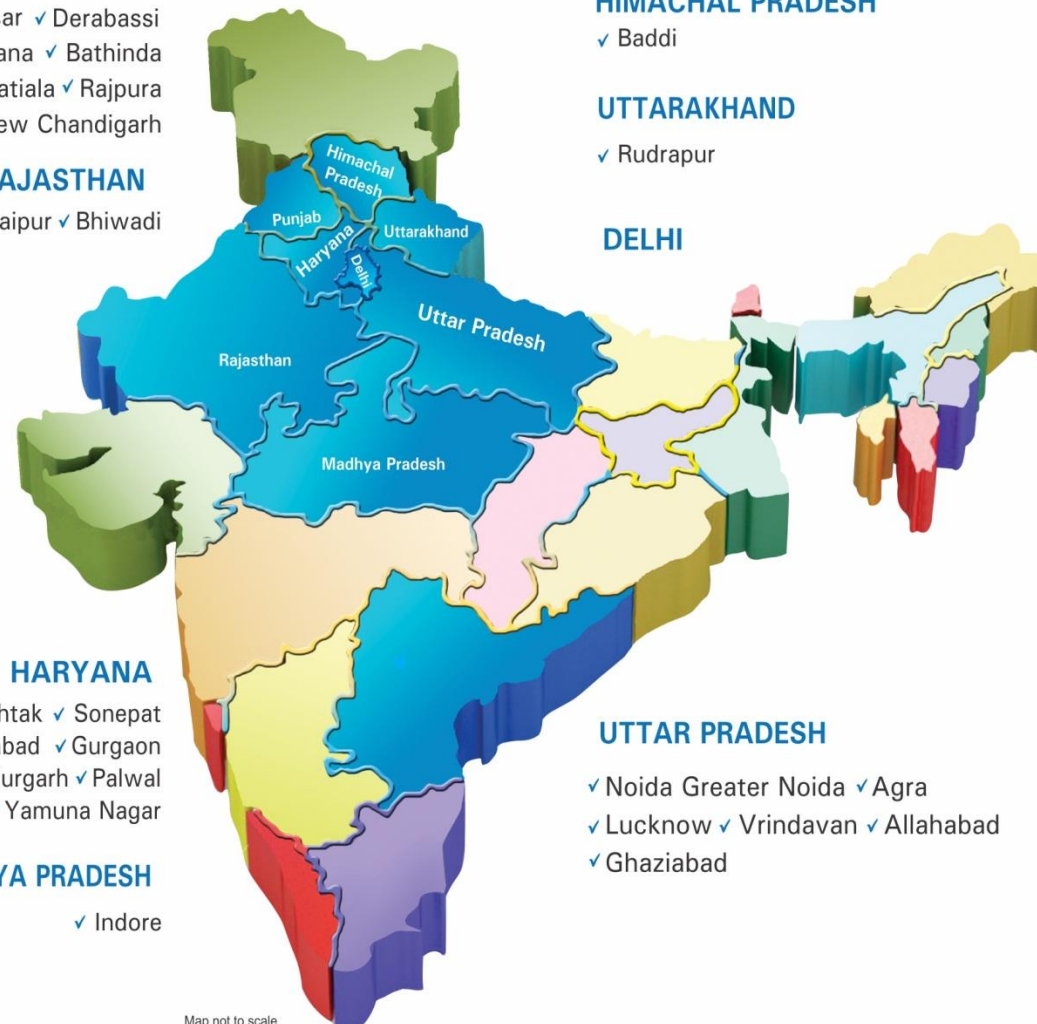 ar ✓ Derabassi
ana ✓ Bathinda
atiala ✓ Rajpura
ew Chandigarh
AJASTHAN
aipur ✓ Bhiwadi
HIMACHAL PRADESH
✓ Baddi
UTTARAKHAND
✓ Rudrapur
DELHI
Himachal
Pradesh
Punjab
Haryana
Uttarakhand
Delhi
Uttar Pradesh
Rajasthan
Madhya Pradesh
HARYANA
htak ✓ Sonepat
bad ✓ Gurgaon
urgarh ✓ Palwal
Yamuna Nagar
YA PRADESH
✓ Indore
UTTAR PRADESH
✓ Noida Greater Noida ✓ Agra
✓ Lucknow ✓ Vrindavan ✓ Allahabad
✓ Ghaziabad
Map not to scale